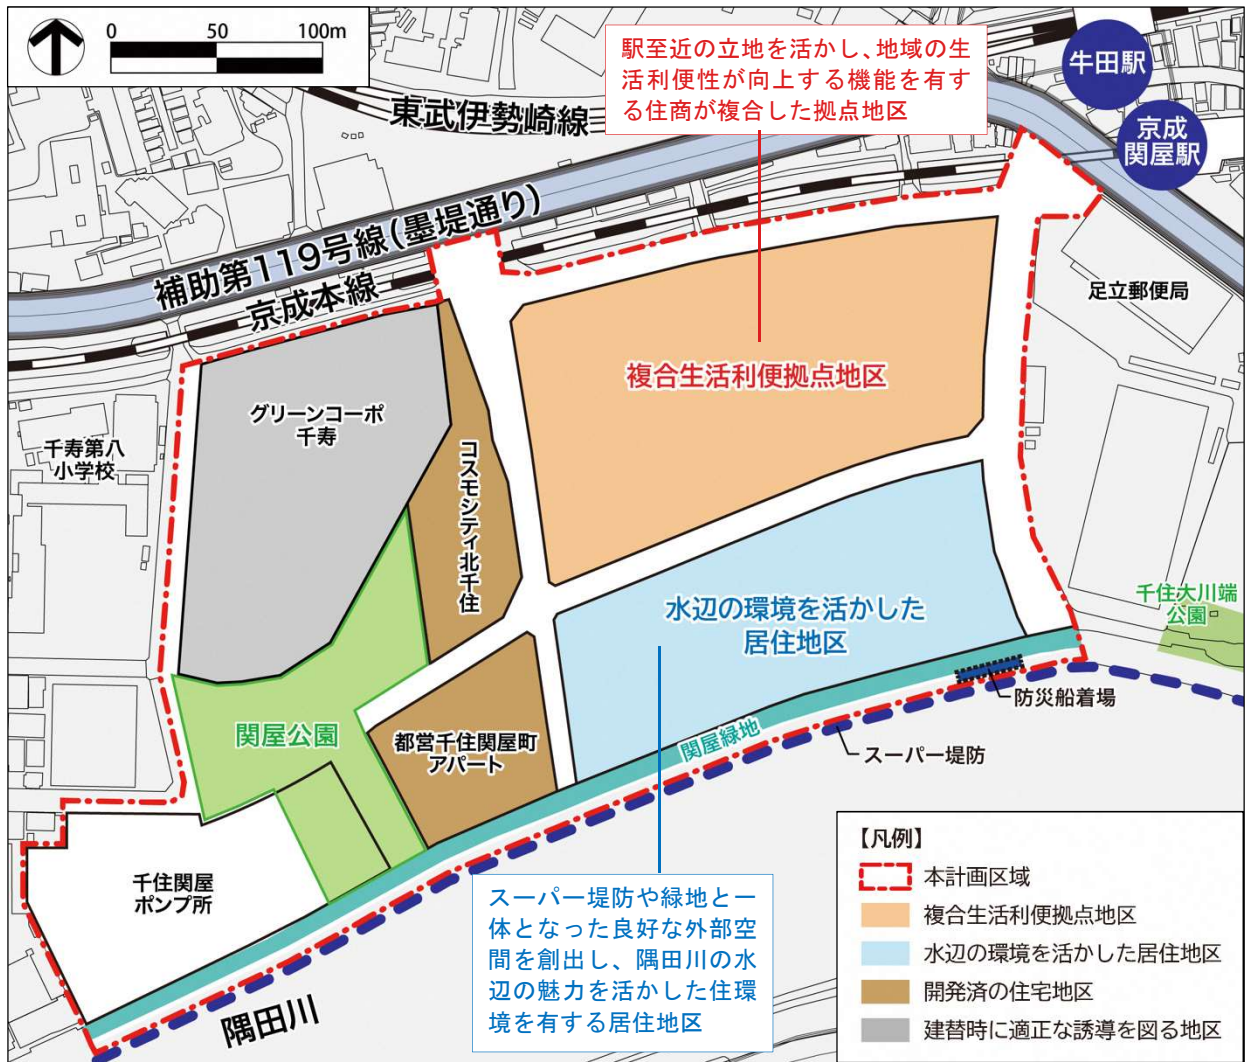 0 50 100m
駅至近の立地を活かし、地域の生
活利便性が向上する機能を有す
る住商が複合した拠点地区
牛田駅
京成
関屋駅
東武伊勢崎線
補助第119号線(墨堤通り)
京成本線
足立郵便局
複合生活利便拠点地区
グリーンコーポ
千寿
千寿第八
小学校
コスモシティ北千住
水辺の環境を活かした
居住地区
千住大川端
公園
防災船着場
関屋公園
都営千住関屋町
アパート
関屋緑地
スーパー堤防
千住関屋
ポンプ所
隅田川
スーパー堤防や緑地と一
体となった良好な外部空
間を創出し、隅田川の水
辺の魅力を活かした住環
境を有する居住地区
【凡例】
本計画区域
複合生活利便拠点地区
水辺の環境を活かした居住地区
開発済の住宅地区
建替時に適正な誘導を図る地区